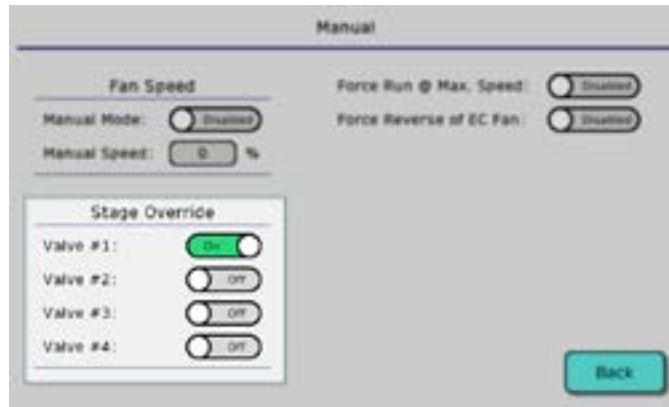 Manual
Fan Speed
Manual Mode: Disabled
Manual Speed: 0 %
Force Run @ Max. Speed: Disabled
Force Reverse of EC Fan: Disabled
Stage Override
Valve #1: On
Valve #2: Off
Valve #3: Off
Valve #4: Off
Back